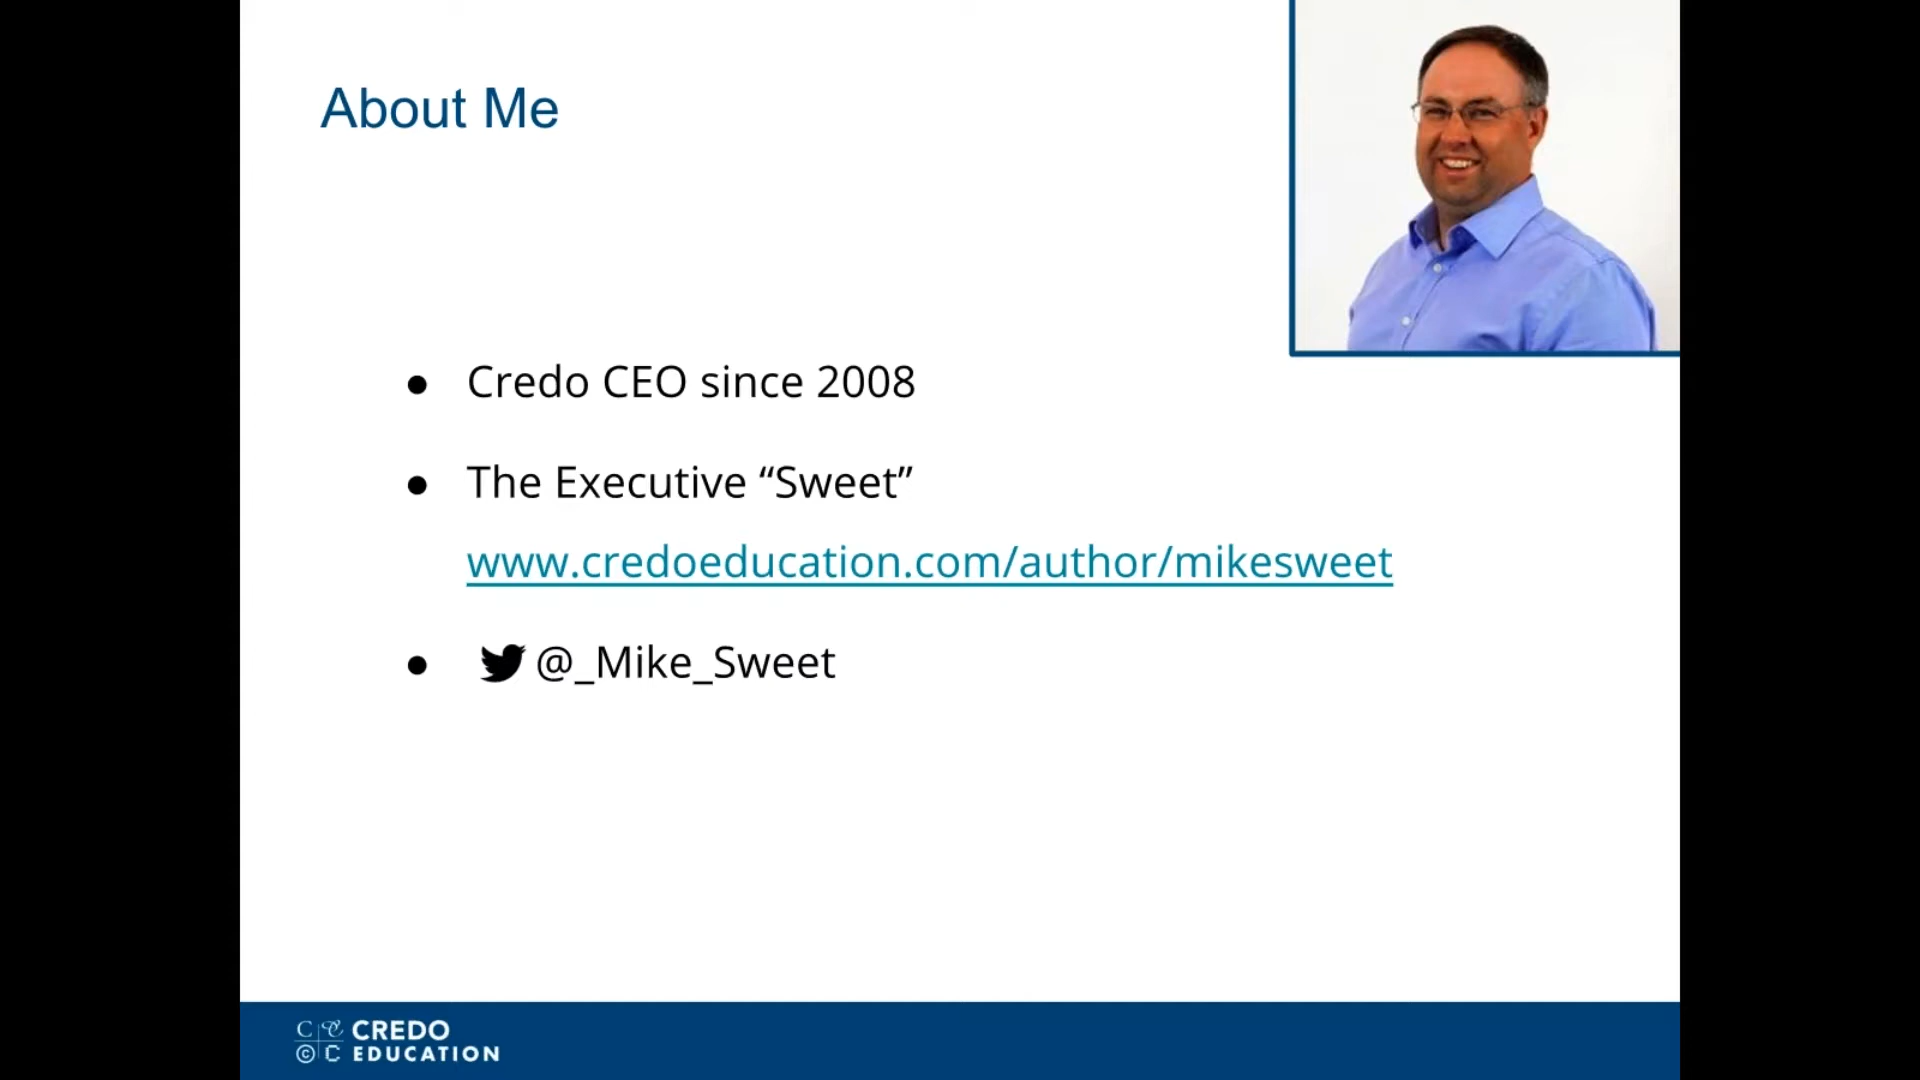 About Me
● Credo CEO since 2008
● The Executive “Sweet”
www.credoeducation.com/author/mikesweet
● @_Mike_Sweet
CREDO
EDUCATION